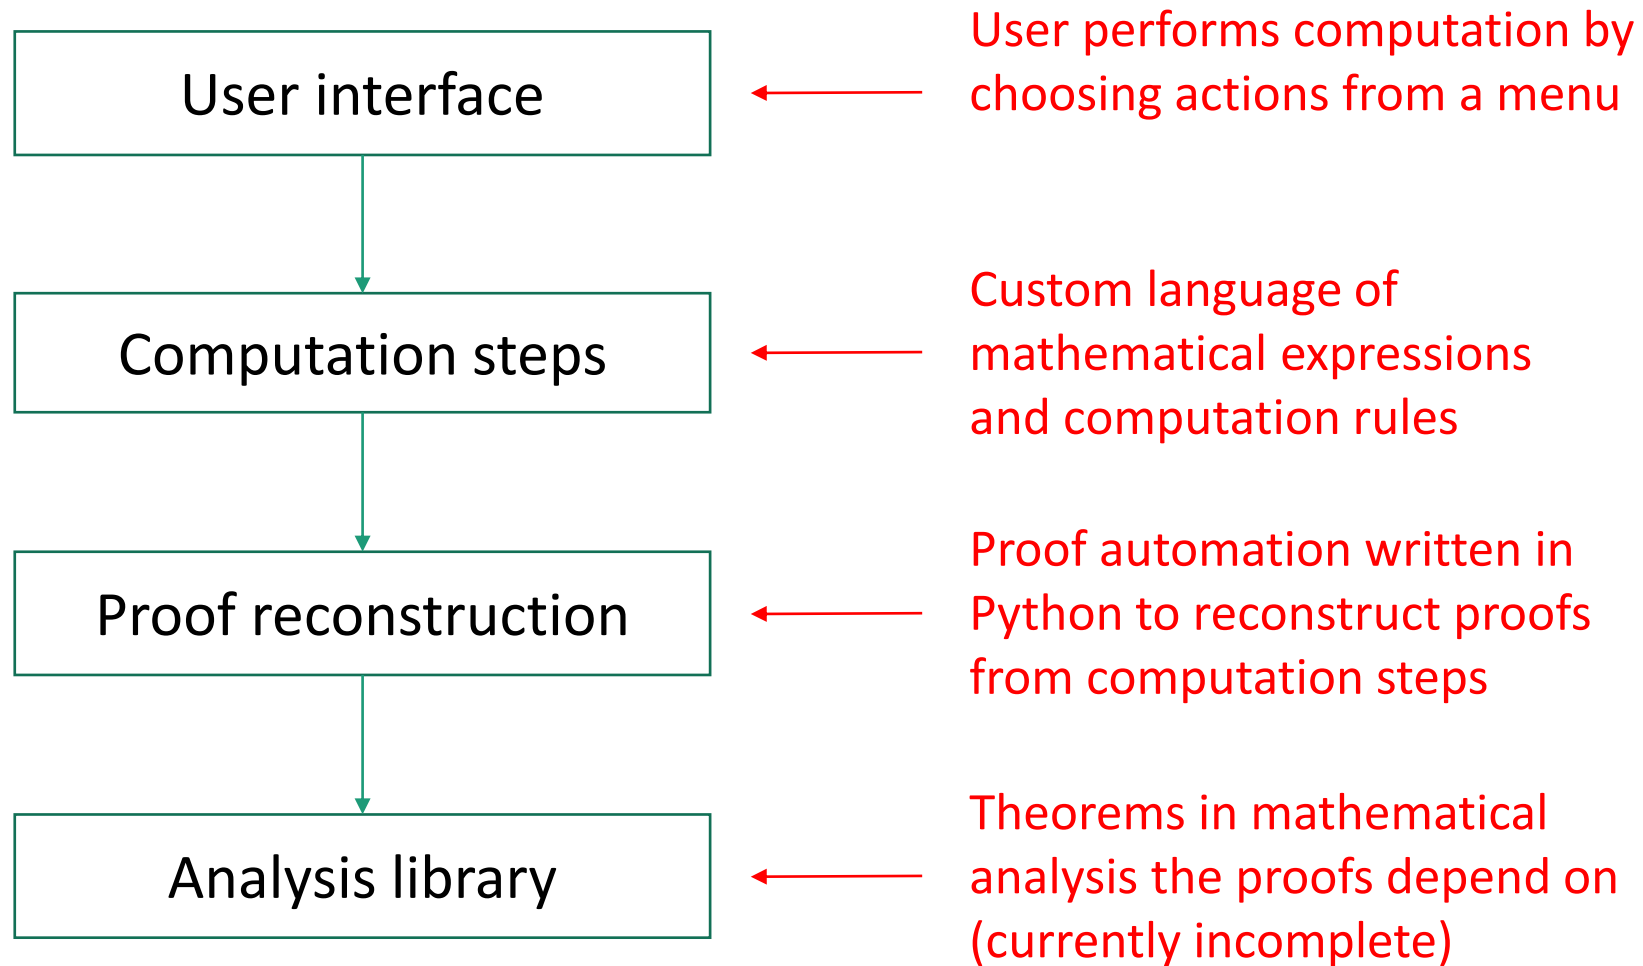 User interface
User performs computation by
choosing actions from a menu
Computation steps
Custom language of
mathematical expressions
and computation rules
Proof reconstruction
Proof automation written in
Python to reconstruct proofs
from computation steps
Analysis library
Theorems in mathematical
analysis the proofs depend on
(currently incomplete)